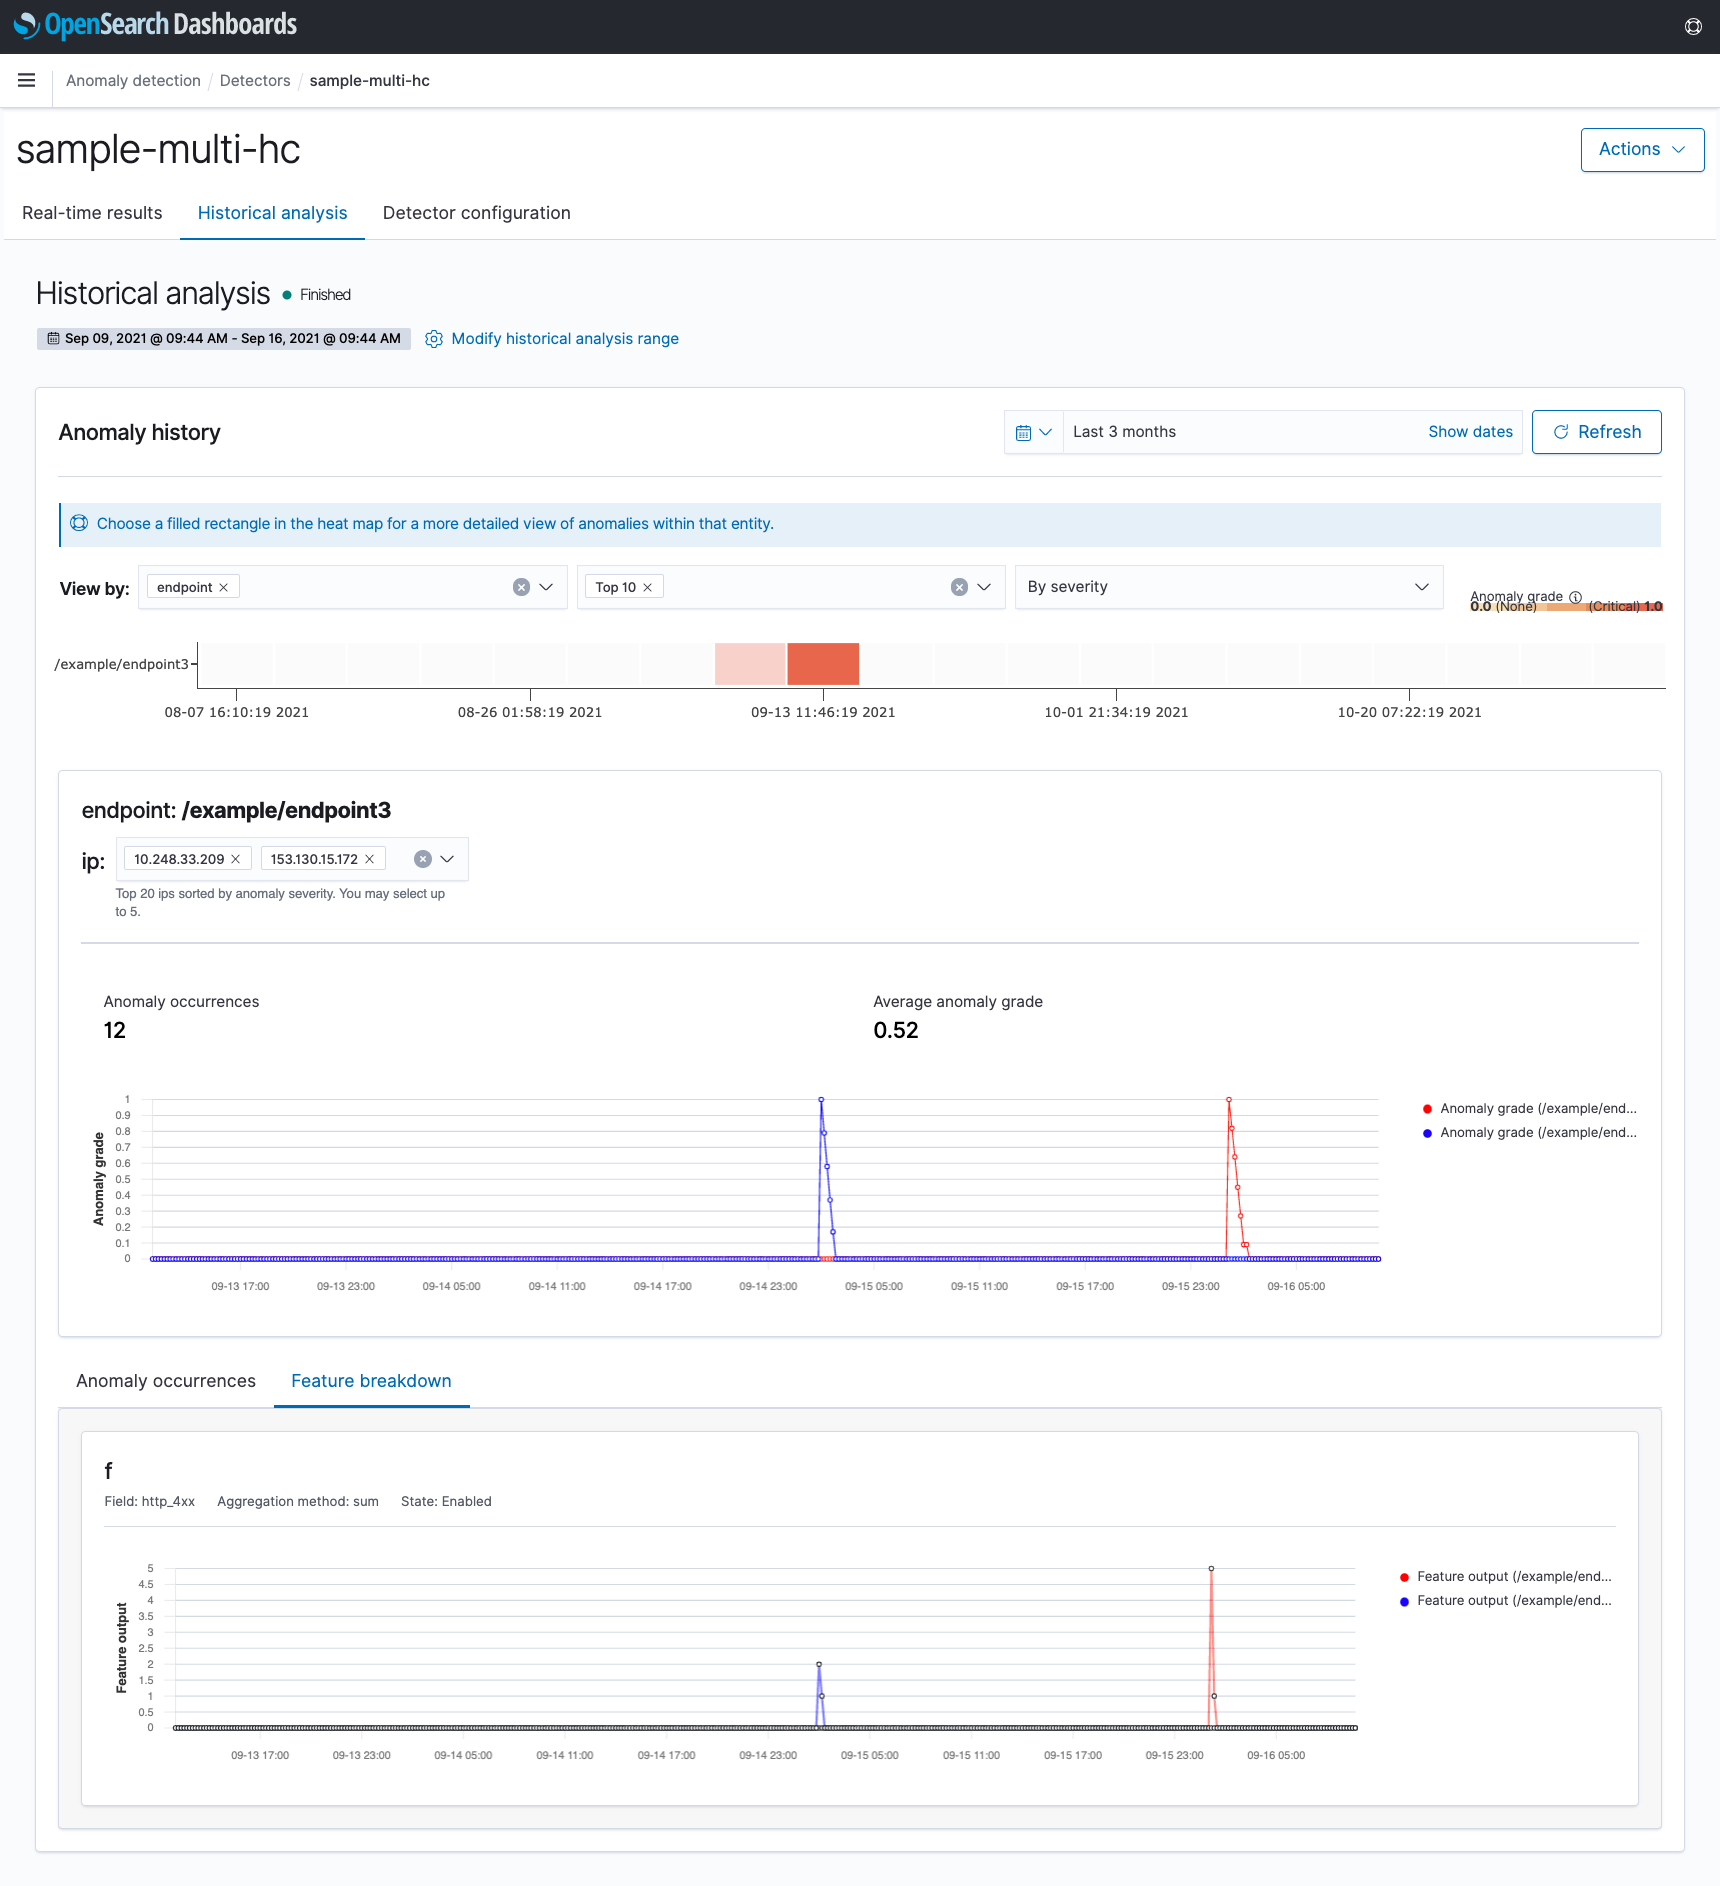 OpenSearch Dashboards
Anomaly detection / Detectors / sample-multi-hc
sample-multi-hc
Actions
Real-time results Historical analysis Detector configuration
Historical analysis Finished
Sep 09, 2021 @ 09:44 AM - Sep 16, 2021 @ 09:44 AM Modify historical analysis range
Anomaly history
Last 3 months Show dates Refresh
Choose a filled rectangle in the heat map for a more detailed view of anomalies within that entity.
View by: endpoint Top 10 By severity
Anomaly grade
0.0 (None) (Critical) 1.0
/example/endpoint3
08-07 16:10:19 2021 08-26 01:58:19 2021 09-13 11:46:19 2021 10-01 21:34:19 2021 10-20 07:22:19 2021
endpoint: /example/endpoint3
ip: 10.248.33.209 153.130.15.172
Top 20 ips sorted by anomaly severity. You may select up
to 5.
Anomaly occurrences Average anomaly grade
12 0.52
Anomaly grade
1
0.9
0.8
0.7
0.6
0.5
0.4
0.3
0.2
0.1
0
Anomaly grade (/example/end...
Anomaly grade (/example/end...
09-13 17:00 09-13 23:00 09-14 05:00 09-14 11:00 09-14 17:00 09-14 23:00 09-15 05:00 09-15 11:00 09-15 17:00 09-15 23:00 09-16 05:00
Anomaly occurrences Feature breakdown
f
Field: http_4xx Aggregation method: sum State: Enabled
Feature output
5
4.5
4
3.5
3
2.5
2
1.5
1
0.5
0
Feature output (/example/end...
Feature output (/example/end...
09-13 17:00 09-13 23:00 09-14 05:00 09-14 11:00 09-14 17:00 09-14 23:00 09-15 05:00 09-15 11:00 09-15 17:00 09-15 23:00 09-16 05:00